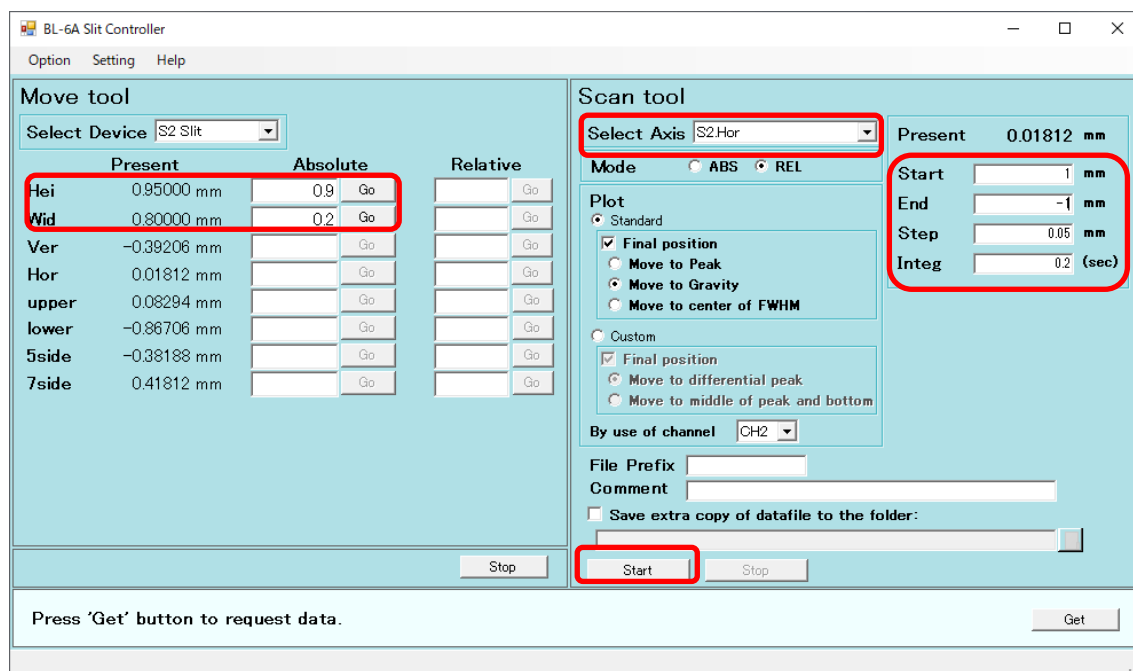 BL-6A Slit Controller
Option Setting Help
Move tool
Select Device S2 Slit
Present Absolute Relative
Hei 0.95000 mm 0.9 Go Go
Wid 0.80000 mm 0.2 Go Go
Ver -0.39206 mm Go Go
Hor 0.01812 mm Go Go
upper 0.08294 mm Go Go
lower -0.86706 mm Go Go
5side -0.38188 mm Go Go
7side 0.41812 mm Go Go
Stop
Scan tool
Select Axis S2.Hor
Mode ABS REL
Plot
Standard
Final position
Move to Peak
Move to Gravity
Move to center of FWHM
Custom
Final position
Move to differential peak
Move to middle of peak and bottom
By use of channel CH2
Present 0.01812 mm
Start 1 mm
End -1 mm
Step 0.05 mm
Integ 0.2 (sec)
File Prefix
Comment
Save extra copy of datafile to the folder:
Start Stop
Press 'Get' button to request data.
Get